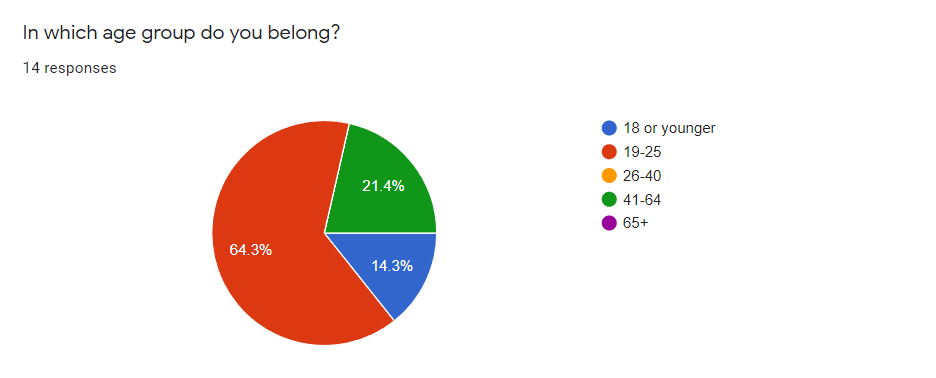 In which age group do you belong?
14 responses
18 or younger
19-25
26-40
41-64
65+
21.4%
64.3%
14.3%